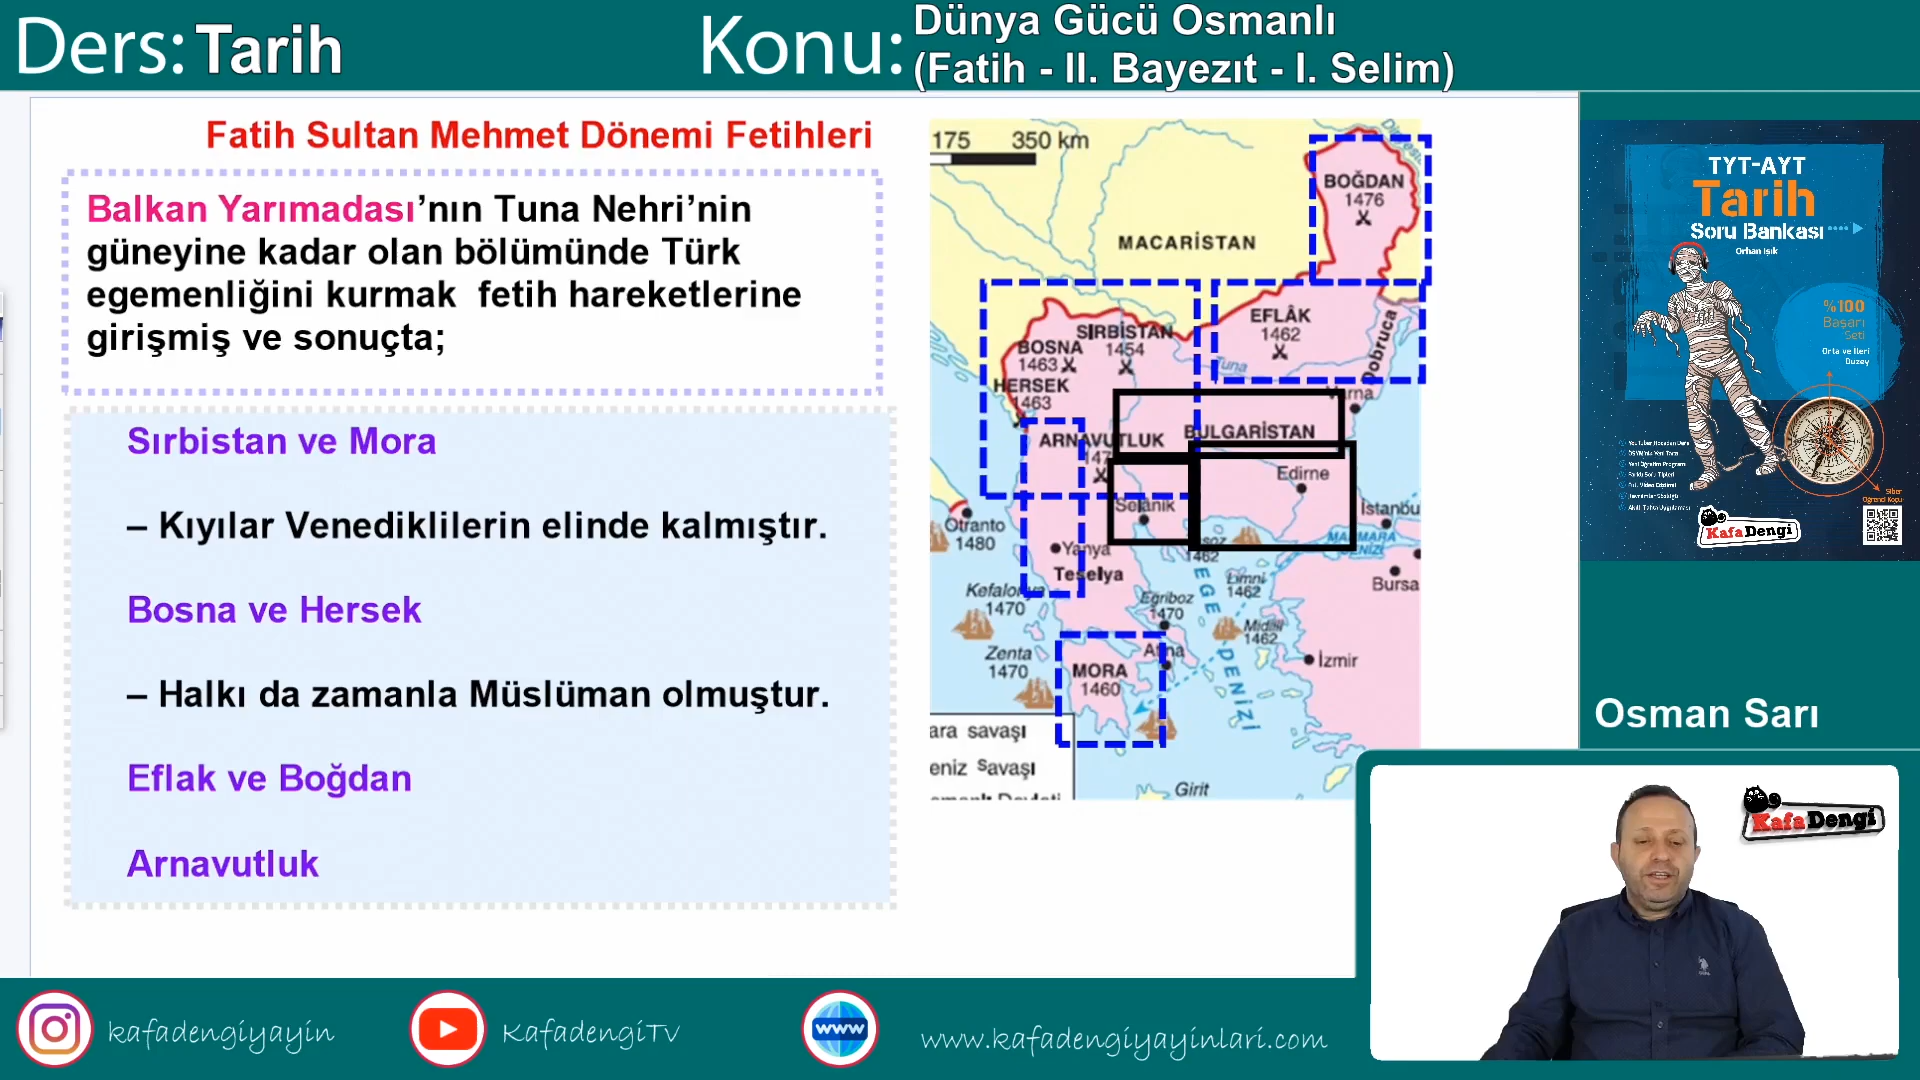 Ders: Tarih
Konu: Dünya Gücü Osmanlı
(Fatih - II. Bayezıt - I. Selim)
Fatih Sultan Mehmet Dönemi Fetihleri
Balkan Yarımadası’nın Tuna Nehri’nin
güneyine kadar olan bölümünde Türk
egemenliğini kurmak fetih hareketlerine
girişmiş ve sonuçta;
Sırbistan ve Mora
– Kıyılar Venediklilerin elinde kalmıştır.
Bosna ve Hersek
– Halkı da zamanla Müslüman olmuştur.
Eflak ve Boğdan
Arnavutluk
175 350 km
BOĞDAN
1476
MACARİSTAN
EFLÂK
1462
SIRBİSTAN
1454
BOSNA
1463
HERSEK
1463
Tuna
Dobruca
Varna
ARNAVUTLUK
BULGARİSTAN
Edirne
Selanik
İstanbu
MARMARA
DENİZİ
Otranto
1480
Yanya
1462
Teselya
Bursa
Limni
1462
Kefalonya
1470
Eğriboz
1470
EGE DENİZİ
Midilli
1462
Zenta
1470
Atina
İzmir
MORA
1460
ara savaşı
eniz savaşı
Girit
TYT-AYT
Tarih
Soru Bankası
Orhan Işık
%100
Başarı
Seti
Orta ve İleri
Düzey
KafaDengi
Osman Sarı
KafaDengi
kafadengiyayin
KafadengiTv
www
www.kafadengiyayinlari.com